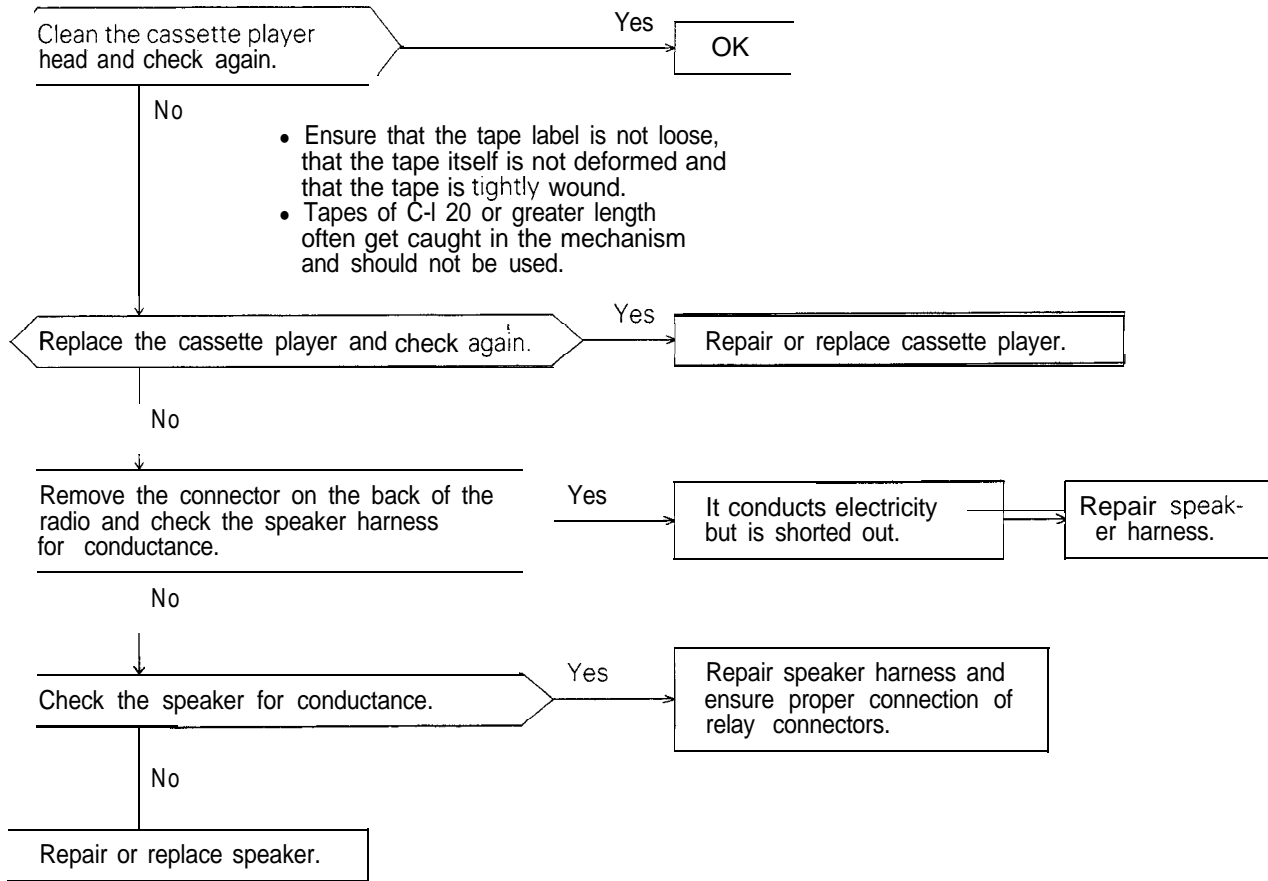 Clean the cassette player
head and check again.
Yes
OK
No
• Ensure that the tape label is not loose,
that the tape itself is not deformed and
that the tape is tightly wound.
• Tapes of C-l 20 or greater length
often get caught in the mechanism
and should not be used.
Replace the cassette player and check again.
Yes
Repair or replace cassette player.
No
Remove the connector on the back of the
radio and check the speaker harness
for conductance.
Yes
It conducts electricity
but is shorted out.
Repair speak-
er harness.
No
Check the speaker for conductance.
Yes
Repair speaker harness and
ensure proper connection of
relay connectors.
No
Repair or replace speaker.